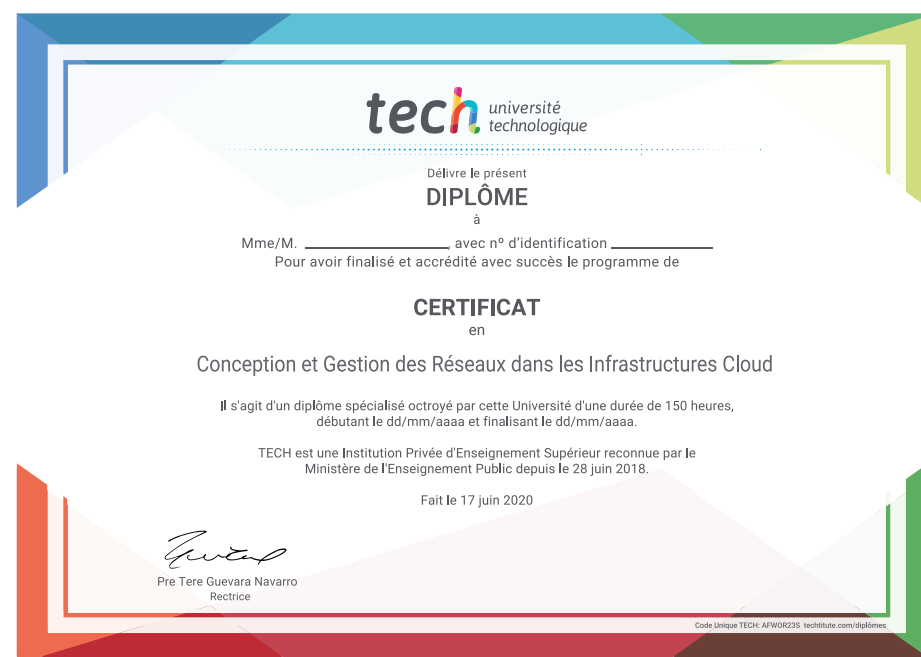 tech université
technologique
Délivre le présent
DIPLÔME
à
Mme/M. ____________________, avec nº d'identification ______________
Pour avoir finalisé et accrédité avec succès le programme de
CERTIFICAT
en
Conception et Gestion des Réseaux dans les Infrastructures Cloud
Il s'agit d'un diplôme spécialisé octroyé par cette Université d'une durée de 150 heures,
débutant le dd/mm/aaaa et finalisant le dd/mm/aaaa.
TECH est une Institution Privée d'Enseignement Supérieur reconnue par le
Ministère de l'Enseignement Public depuis le 28 juin 2018.
Fait le 17 juin 2020
Pre Tere Guevara Navarro
Rectrice
Code Unique TECH: AFWOR23S techtitute.com/diplômes